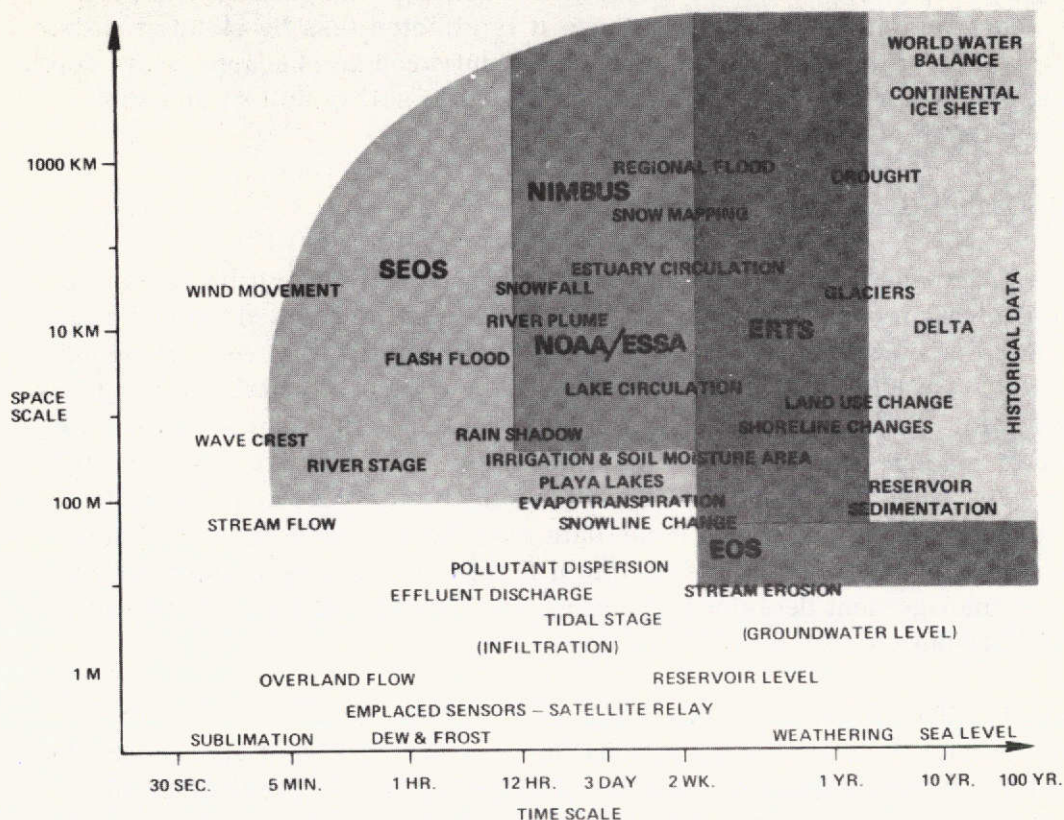 WORLD WATER
BALANCE
CONTINENTAL
ICE SHEET
1000 KM
REGIONAL FLOOD
DROUGHT
NIMBUS
SNOW MAPPING
SEOS
ESTUARY CIRCULATION
WIND MOVEMENT
SNOWFALL
GLACIERS
HISTORICAL DATA
RIVER PLUME
10 KM
ERTS
DELTA
NOAA/ESSA
FLASH FLOOD
LAKE CIRCULATION
SPACE
SCALE
LAND USE CHANGE
SHORELINE CHANGES
WAVE CREST
RAIN SHADOW
RIVER STAGE
IRRIGATION & SOIL MOISTURE AREA
PLAYA LAKES
RESERVOIR
SEDIMENTATION
100 M
EVAPOTRANSPIRATION
STREAM FLOW
SNOWLINE CHANGE
EOS
POLLUTANT DISPERSION
EFFLUENT DISCHARGE
STREAM EROSION
TIDAL STAGE
(GROUNDWATER LEVEL)
(INFILTRATION)
1 M
OVERLAND FLOW
RESERVOIR LEVEL
EMPLACED SENSORS – SATELLITE RELAY
SUBLIMATION
DEW & FROST
WEATHERING
SEA LEVEL
30 SEC.
5 MIN.
1 HR.
12 HR.
3 DAY
2 WK.
1 YR.
10 YR.
100 YR.
TIME SCALE